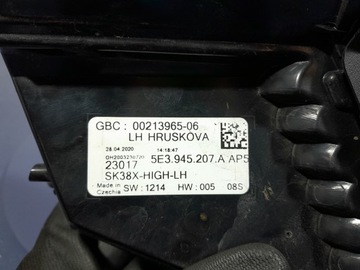 GBC : 00213965-06
LH HRUSKOVA
28.04 2020 14:18:47
5E3.945.207.A AP5
23017
SK38X-HIGH-LH
Made in Czechia SW : 1214 HW : 005 08S